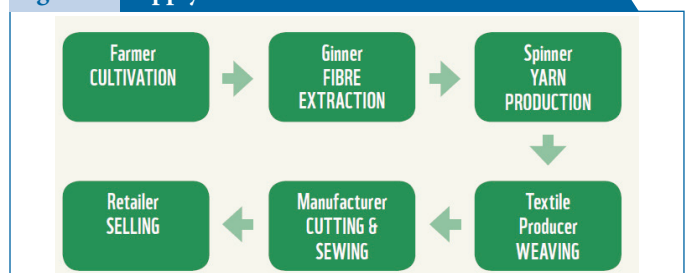 Farmer
CULTIVATION
Ginner
FIBRE
EXTRACTION
Spinner
YARN
PRODUCTION
Retailer
SELLING
Manufacturer
CUTTING &
SEWING
Textile
Producer
WEAVING